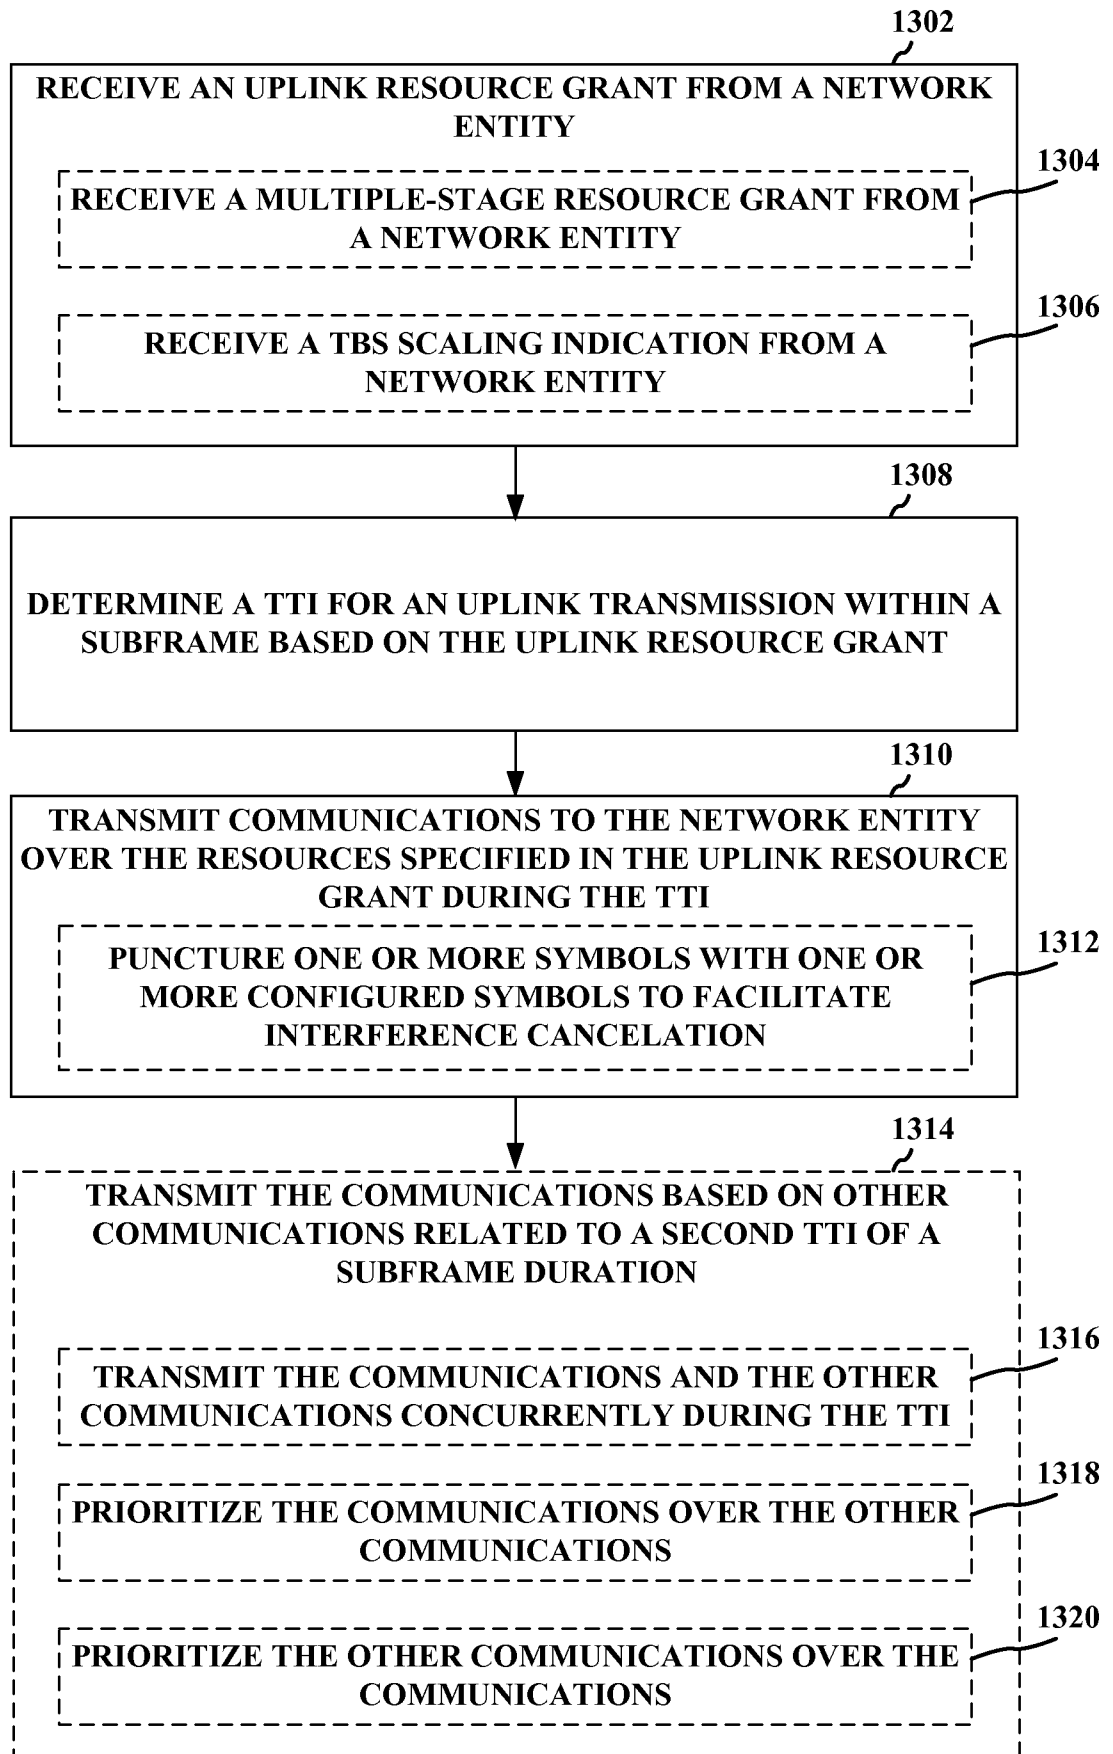 1302
RECEIVE AN UPLINK RESOURCE GRANT FROM A NETWORK
ENTITY
1304
RECEIVE A MULTIPLE-STAGE RESOURCE GRANT FROM
A NETWORK ENTITY
1306
RECEIVE A TBS SCALING INDICATION FROM A
NETWORK ENTITY
1308
DETERMINE A TTI FOR AN UPLINK TRANSMISSION WITHIN A
SUBFRAME BASED ON THE UPLINK RESOURCE GRANT
1310
TRANSMIT COMMUNICATIONS TO THE NETWORK ENTITY
OVER THE RESOURCES SPECIFIED IN THE UPLINK RESOURCE
GRANT DURING THE TTI
1312
PUNCTURE ONE OR MORE SYMBOLS WITH ONE OR
MORE CONFIGURED SYMBOLS TO FACILITATE
INTERFERENCE CANCELATION
1314
TRANSMIT THE COMMUNICATIONS BASED ON OTHER
COMMUNICATIONS RELATED TO A SECOND TTI OF A
SUBFRAME DURATION
1316
TRANSMIT THE COMMUNICATIONS AND THE OTHER
COMMUNICATIONS CONCURRENTLY DURING THE TTI
1318
PRIORITIZE THE COMMUNICATIONS OVER THE OTHER
COMMUNICATIONS
1320
PRIORITIZE THE OTHER COMMUNICATIONS OVER THE
COMMUNICATIONS